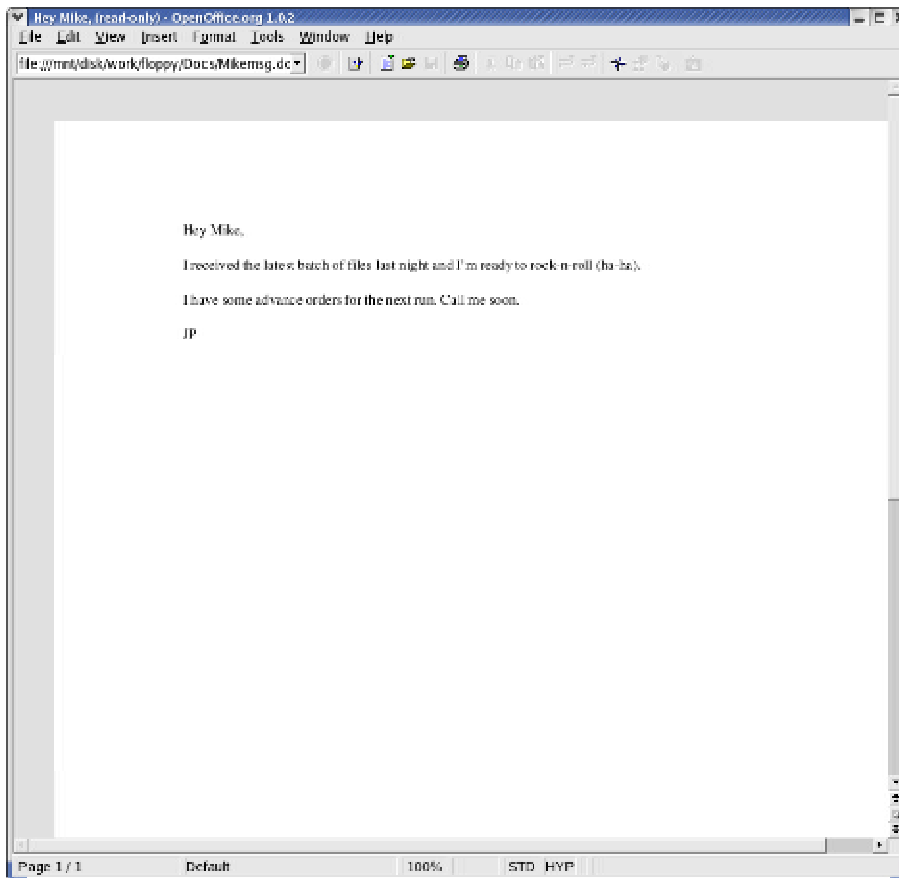 Hey Mike, (read-only) - OpenOffice.org 1.0.2
File Edit View Insert Format Tools Window Help
file:///mnt/disk/work/floppy/Docs/Mikemsg.dc
Hey Mike,
I received the latest batch of files last night and I'm ready to rock-n-roll (ha-ha).
I have some advance orders for the next run. Call me soon.
JP
Page 1 / 1 Default 100% STD HYP